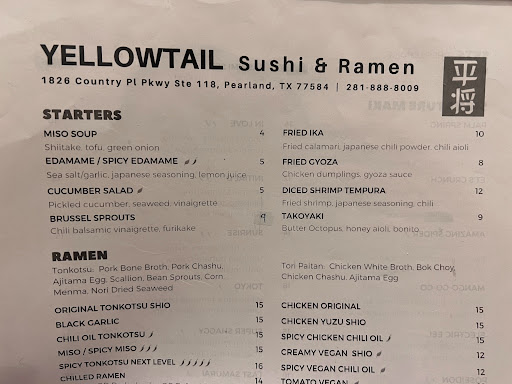 YELLOWTAIL Sushi & Ramen
1826 Country Pl Pkwy Ste 118, Pearland, TX 77584 | 281-888-8009
平将
STARTERS
MISO SOUP 4
Shiitake, tofu, green onion
EDAMAME / SPICY EDAMAME 5
Sea salt/garlic, japanese seasoning, lemon juice
CUCUMBER SALAD 5
Pickled cucumber, seaweed, vinaigrette
BRUSSEL SPROUTS 9
Chili balsamic vinaigrette, furikake
FRIED IKA 10
Fried calamari, japanese chili powder, chili aioli
FRIED GYOZA 8
Chicken dumplings, gyoza sauce
DICED SHRIMP TEMPURA 12
Fried shrimp, japanese seasoning, chili
TAKOYAKI 9
Butter Octopus, honey aioli, bonito
RAMEN
Tonkotsu: Pork Bone Broth, Pork Chashu,
Ajitama Egg, Scallion, Bean Sprouts, Corn
Menma, Nori Dried Seaweed
ORIGINAL TONKOTSU SHIO 15
BLACK GARLIC 15
CHILI OIL TONKOTSU 15
MISO / SPICY MISO 15
SPICY TONKOTSU NEXT LEVEL 16
CHILLED RAMEN 14
Tori Paitan: Chicken White Broth, Bok Choy,
Chicken Chashu, Ajitama Egg
CHICKEN ORIGINAL 15
CHICKEN YUZU SHIO 15
SPICY CHICKEN CHILI OIL 15
CREAMY VEGAN SHIO 12
SPICY VEGAN CHILI OIL 14
TOMATO VEGAN